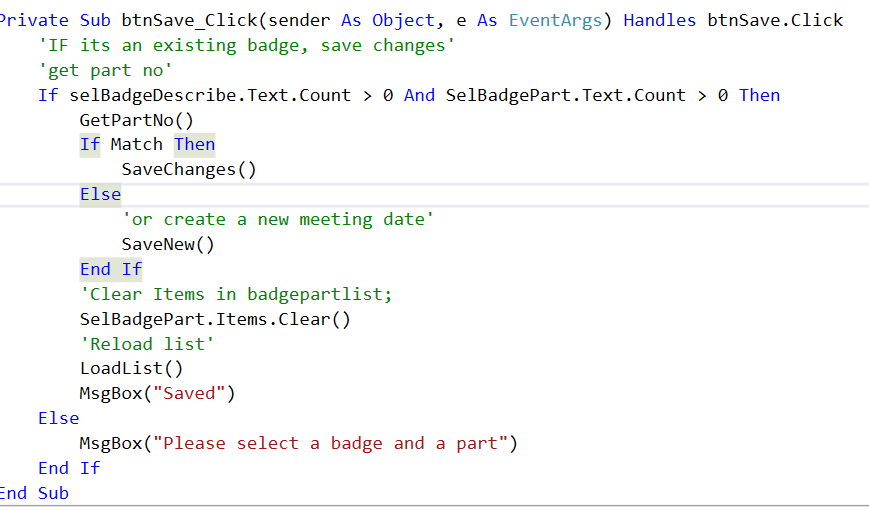 Private Sub btnSave_Click(sender As Object, e As EventArgs) Handles btnSave.Click
    'IF its an existing badge, save changes'
    'get part no'
    If selBadgeDescribe.Text.Count > 0 And SelBadgePart.Text.Count > 0 Then
        GetPartNo()
        If Match Then
            SaveChanges()
        Else
            'or create a new meeting date'
            SaveNew()
        End If
        'Clear Items in badgepartlist;
        SelBadgePart.Items.Clear()
        'Reload list'
        LoadList()
        MsgBox("Saved")
    Else
        MsgBox("Please select a badge and a part")
    End If
End Sub